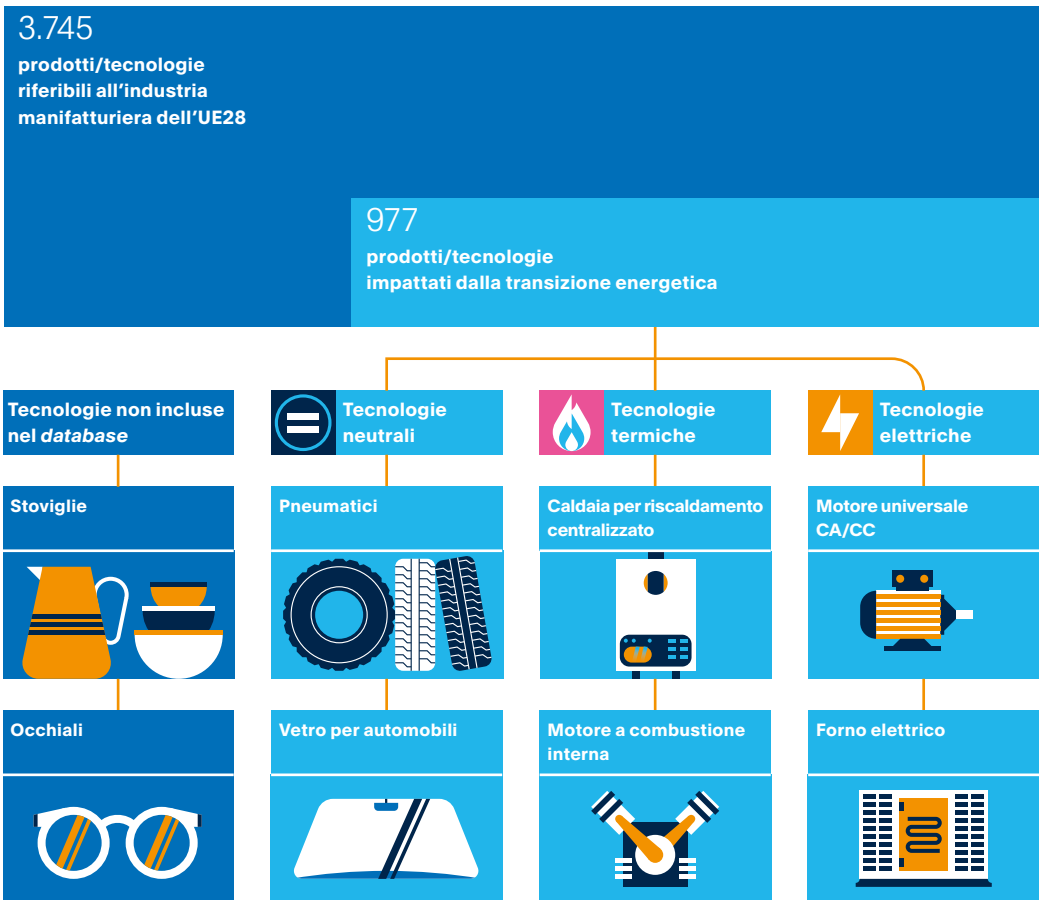 3.745
prodotti/tecnologie
riferibili all'industria
manifatturiera dell'UE28
977
prodotti/tecnologie
impattati dalla transizione energetica
Tecnologie non incluse
nel database
Tecnologie
neutrali
Tecnologie
termiche
Tecnologie
elettriche
Stoviglie
Pneumatici
Caldaia per riscaldamento
centralizzato
Motore universale
CA/CC
Occhiali
Vetro per automobili
Motore a combustione
interna
Forno elettrico